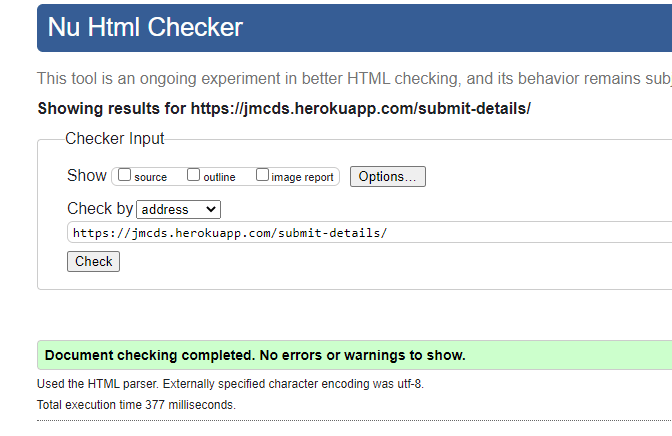 Nu Html Checker
This tool is an ongoing experiment in better HTML checking, and its behavior remains
Showing results for https://jmcds.herokuapp.com/submit-details/
Checker Input
Show source outline image report Options...
Check by address
https://jmcds.herokuapp.com/submit-details/
Check
Document checking completed. No errors or warnings to show.
Used the HTML parser. Externally specified character encoding was utf-8.
Total execution time 377 milliseconds.